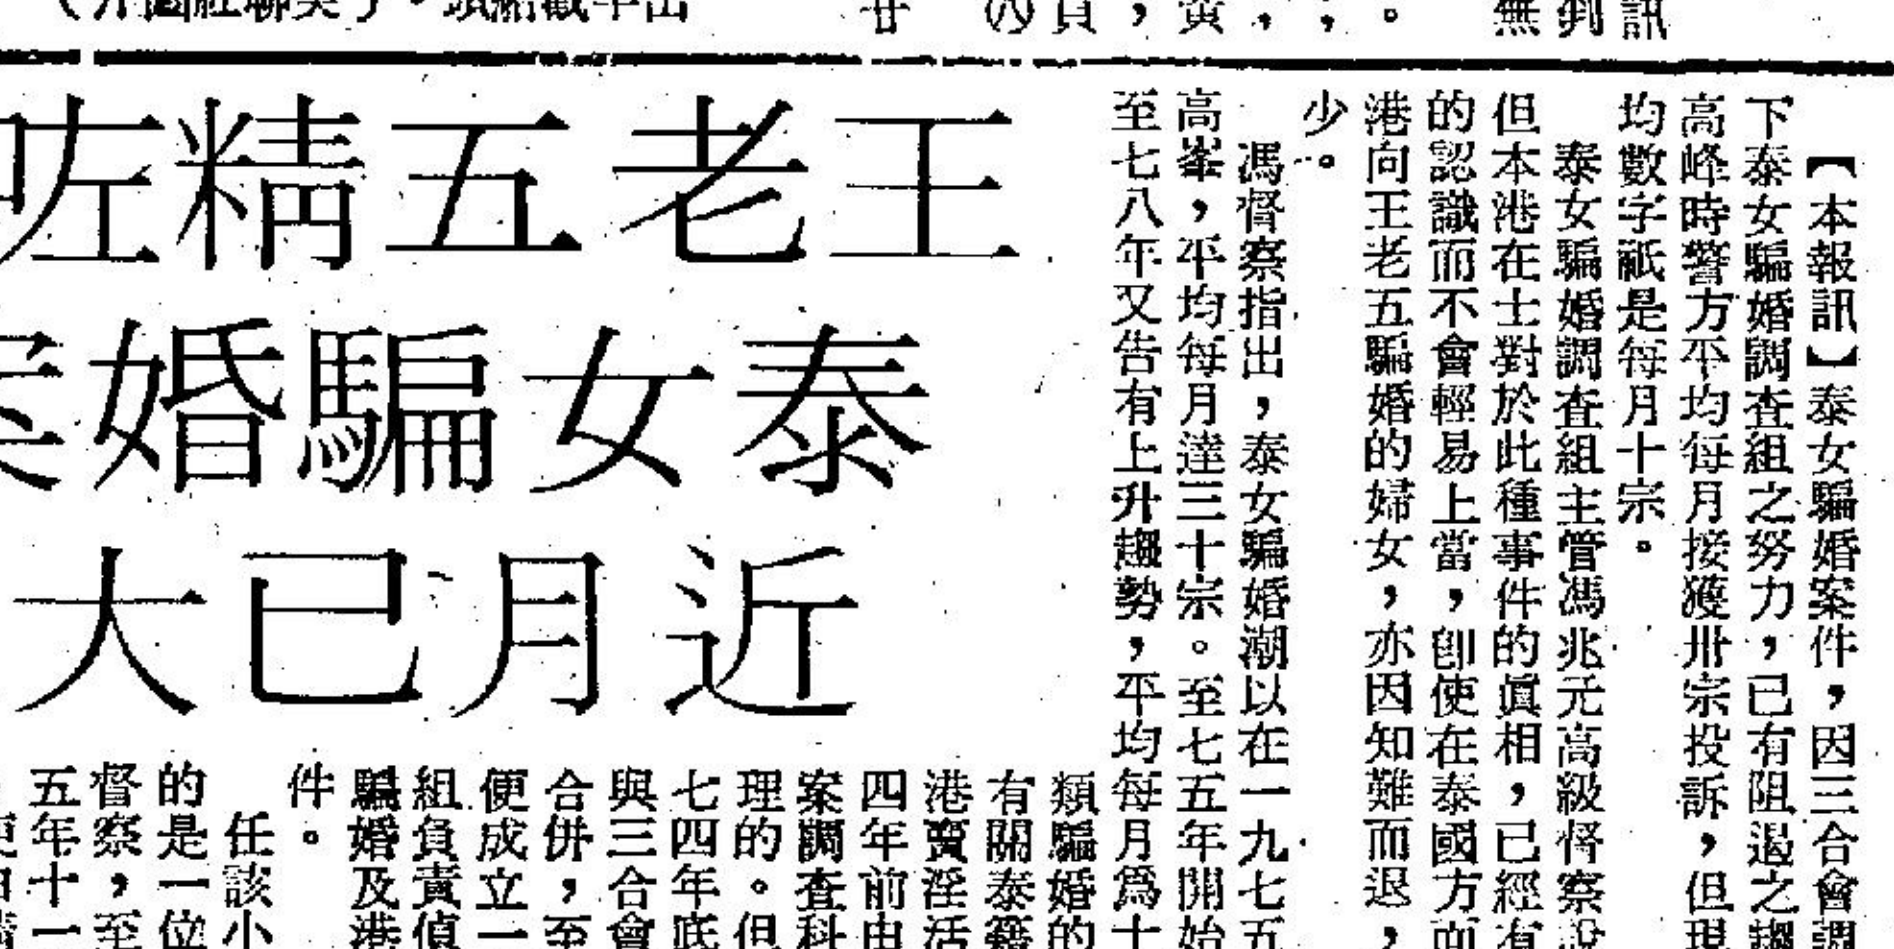 王老五精咗
泰女騙婚案
近月已大
【本報訊】泰女騙婚案件，因三合會調
下泰女騙婚調查組之努力，已有阻遏之趨
高峰時警方平均每月接獲卅宗投訴，但現
均數字祇是每月十宗。
泰女騙婚調查組主管馮兆元高級督察說
但本港在士對於此種事件的眞相，已經有
的認識而不會輕易上當，卽使在泰國方面
港向王老五騙婚的婦女，亦因知難而退，
少。
馮督察指出，泰女騙婚潮以在一九七五
高峯，平均每月達三十宗。至七五年開始
至七八年又告有上升趨勢，平均每月爲十
類騙婚的
有關泰籍
港賣淫活
四年前由
案調查科
理的。但
七四年底
與三合會
合併，至
便成立一
組負責偵
騙婚及港
件。
任該小
的是一位
督察，至
五年十一